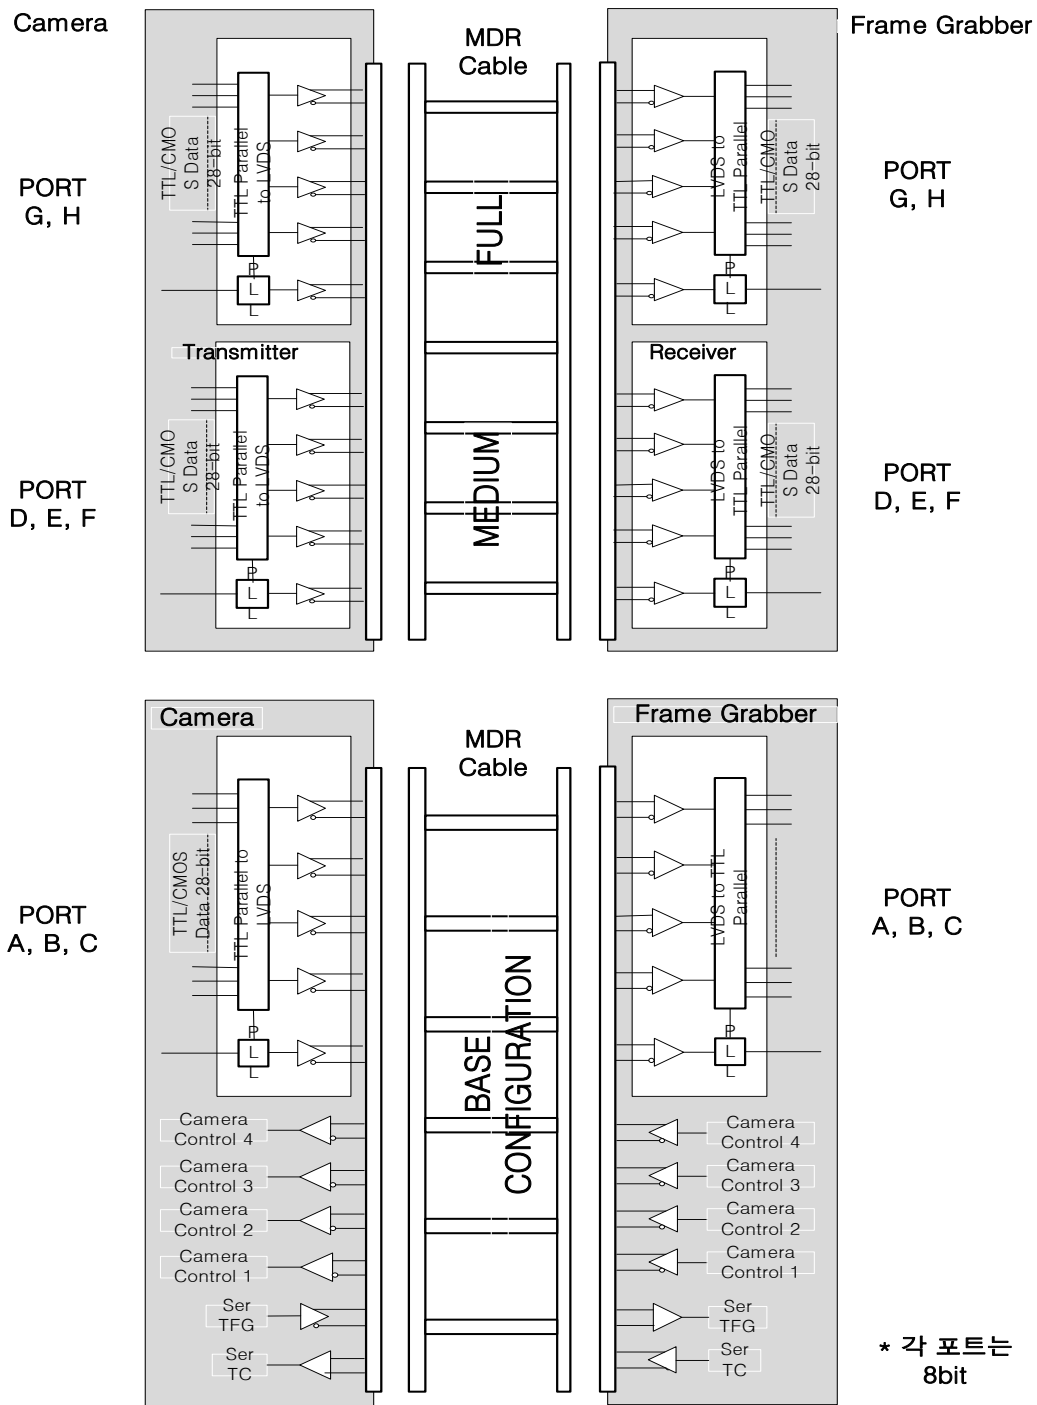 Camera
MDR
Cable
Frame Grabber
PORT
G, H
TTL/CMO
S Data
28-bit
TTL Parallel
to LVDS
P
L
L
FULL
LVDS to
TTL Parallel
TTL/CMO
S Data
28-bit
P
L
L
PORT
G, H
Transmitter
Receiver
PORT
D, E, F
TTL/CMO
S Data
28-bit
TTL Parallel
to LVDS
P
L
L
MEDIUM
LVDS to
TTL Parallel
TTL/CMO
S Data
28-bit
P
L
L
PORT
D, E, F
Camera
MDR
Cable
Frame Grabber
PORT
A, B, C
TTL/CMOS
Data 28-bit
TTL Parallel to
LVDS
P
L
L
BASE
CONFIGURATION
LVDS to TTL
Parallel
P
L
L
PORT
A, B, C
Camera
Control 4
Camera
Control 3
Camera
Control 2
Camera
Control 1
Ser
TFG
Ser
TC
Camera
Control 4
Camera
Control 3
Camera
Control 2
Camera
Control 1
Ser
TFG
Ser
TC
* 각 포트는
8bit